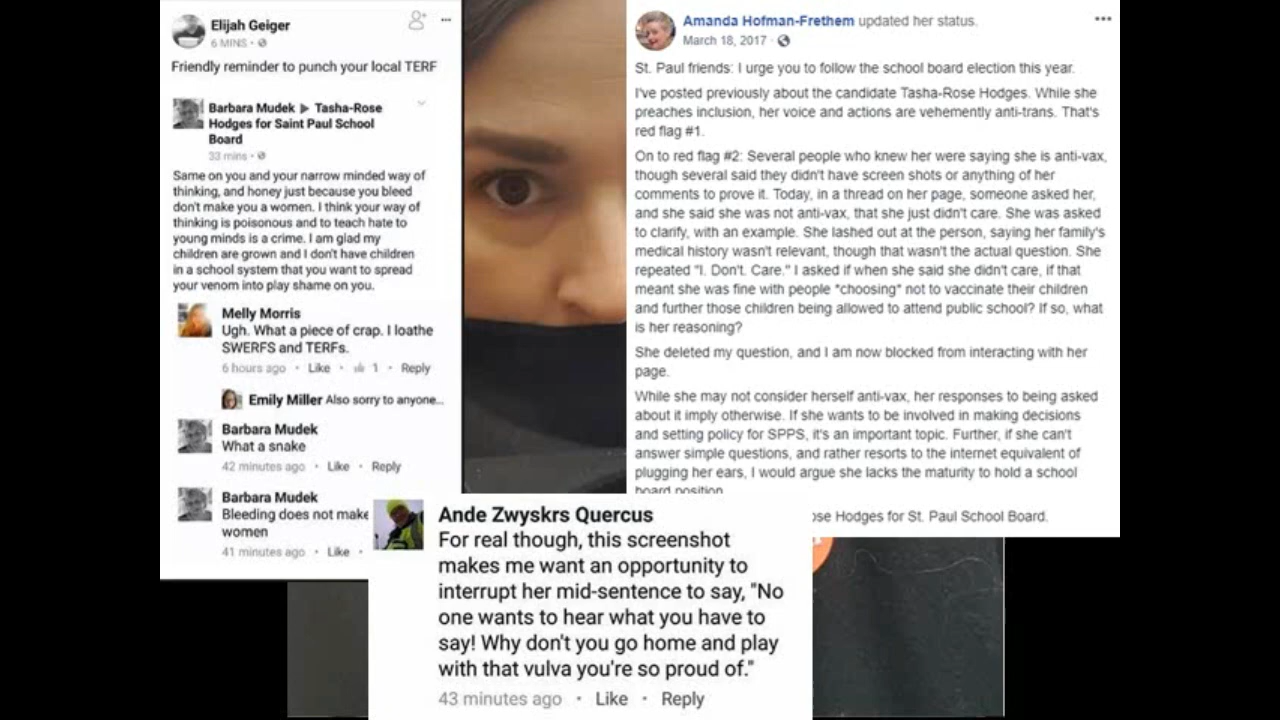 Elijah Geiger
6 MINS •
Friendly reminder to punch your local TERF
Barbara Mudek ▶ Tasha-Rose
Hodges for Saint Paul School
Board
33 mins •
Same on you and your narrow minded way of
thinking, and honey just because you bleed
don't make you a women. I think your way of
thinking is poisonous and to teach hate to
young minds is a crime. I am glad my
children are grown and I don't have children
in a school system that you want to spread
your venom into play shame on you.
Melly Morris
Ugh. What a piece of crap. I loathe
SWERFS and TERFs.
6 hours ago • Like • 1 • Reply
Emily Miller Also sorry to anyone...
Barbara Mudek
What a snake
42 minutes ago • Like • Reply
Barbara Mudek
Bleeding does not make
women
41 minutes ago • Like •
Amanda Hofman-Frethem updated her status.
March 18, 2017 •
St. Paul friends: I urge you to follow the school board election this year.
I've posted previously about the candidate Tasha-Rose Hodges. While she
preaches inclusion, her voice and actions are vehemently anti-trans. That's
red flag #1.
On to red flag #2: Several people who knew her were saying she is anti-vax,
though several said they didn't have screen shots or anything of her
comments to prove it. Today, in a thread on her page, someone asked her,
and she said she was not anti-vax, that she just didn't care. She was asked
to clarify, with an example. She lashed out at the person, saying her family's
medical history wasn't relevant, though that wasn't the actual question. She
repeated "I. Don't. Care." I asked if when she said she didn't care, if that
meant she was fine with people *choosing* not to vaccinate their children
and further those children being allowed to attend public school? If so, what
is her reasoning?
She deleted my question, and I am now blocked from interacting with her
page.
While she may not consider herself anti-vax, her responses to being asked
about it imply otherwise. If she wants to be involved in making decisions
and setting policy for SPPS, it's an important topic. Further, if she can't
answer simple questions, and rather resorts to the internet equivalent of
plugging her ears, I would argue she lacks the maturity to hold a school
board position
ose Hodges for St. Paul School Board.
Ande Zwyskrs Quercus
For real though, this screenshot
makes me want an opportunity to
interrupt her mid-sentence to say, "No
one wants to hear what you have to
say! Why don't you go home and play
with that vulva you're so proud of."
43 minutes ago • Like • Reply